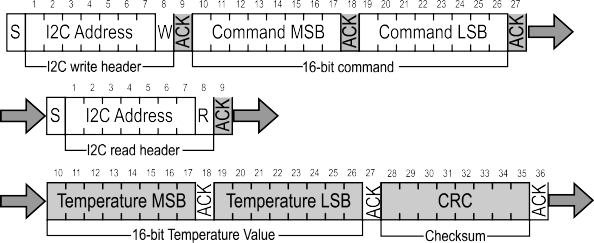 1 2 3 4 5 6 7 8 9 10 11 12 13 14 15 16 17 18 19 20 21 22 23 24 25 26 27
S I2C Address W ACK Command MSB ACK Command LSB ACK
I2C write header 16-bit command
1 2 3 4 5 6 7 8 9
S I2C Address R ACK
I2C read header
10 11 12 13 14 15 16 17 18 19 20 21 22 23 24 25 26 27 28 29 30 31 32 33 34 35 36
Temperature MSB ACK Temperature LSB ACK CRC ACK
16-bit Temperature Value Checksum